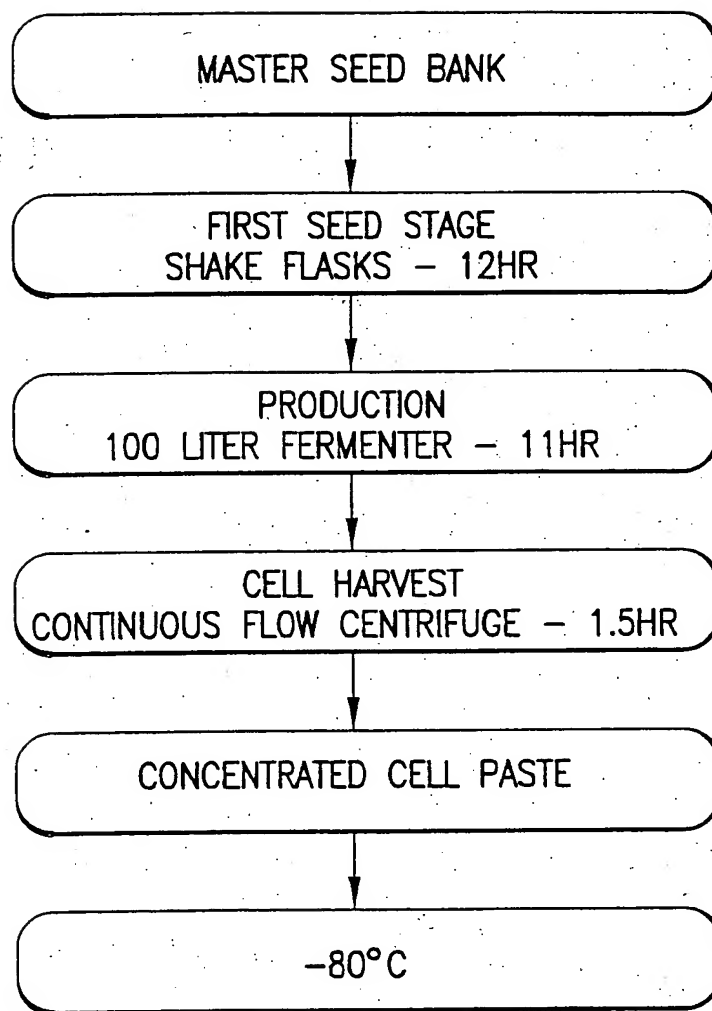 MASTER SEED BANK
FIRST SEED STAGE
SHAKE FLASKS – 12HR
PRODUCTION
100 LITER FERMENTER – 11HR
CELL HARVEST
CONTINUOUS FLOW CENTRIFUGE – 1.5HR
CONCENTRATED CELL PASTE
-80°C